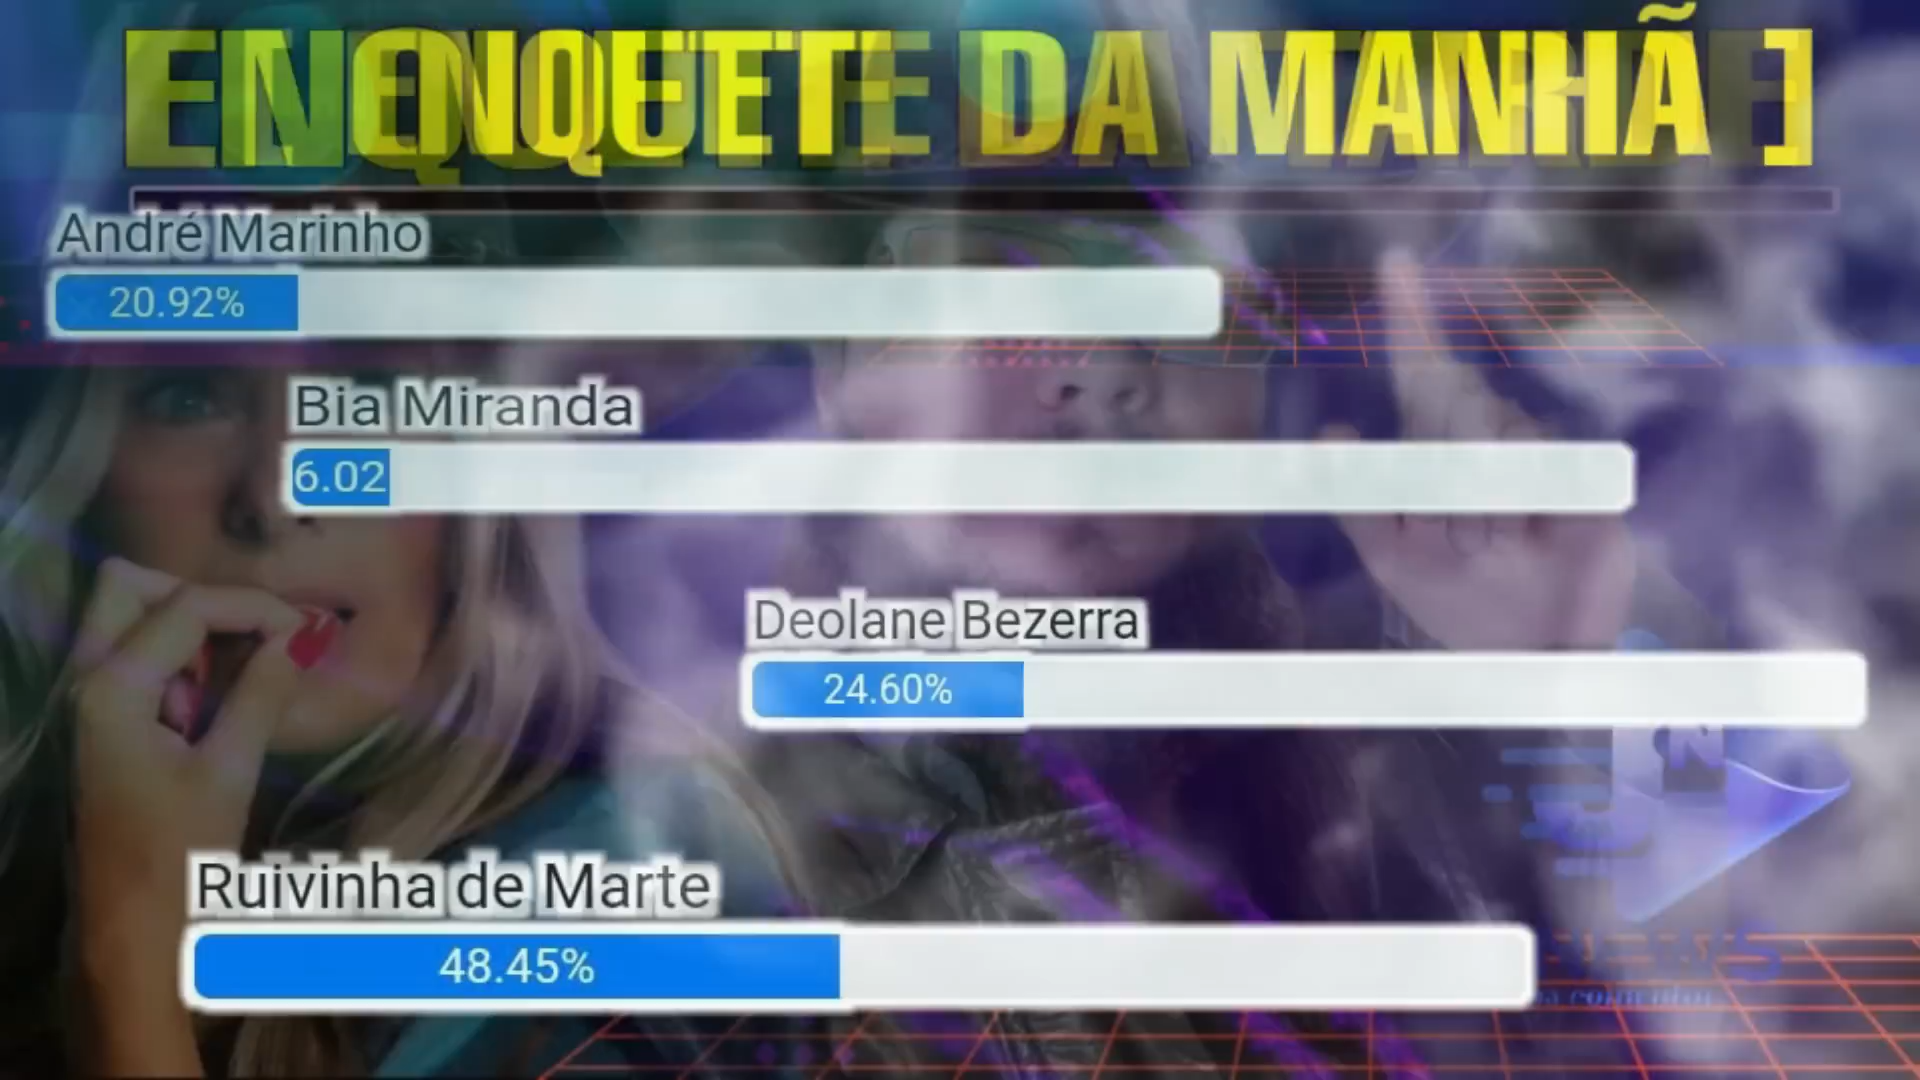 ENQUETE DA MANHÃ ]
André Marinho
20.92%
Bia Miranda
6.02
Deolane Bezerra
24.60%
Ruivinha de Marte
48.45%